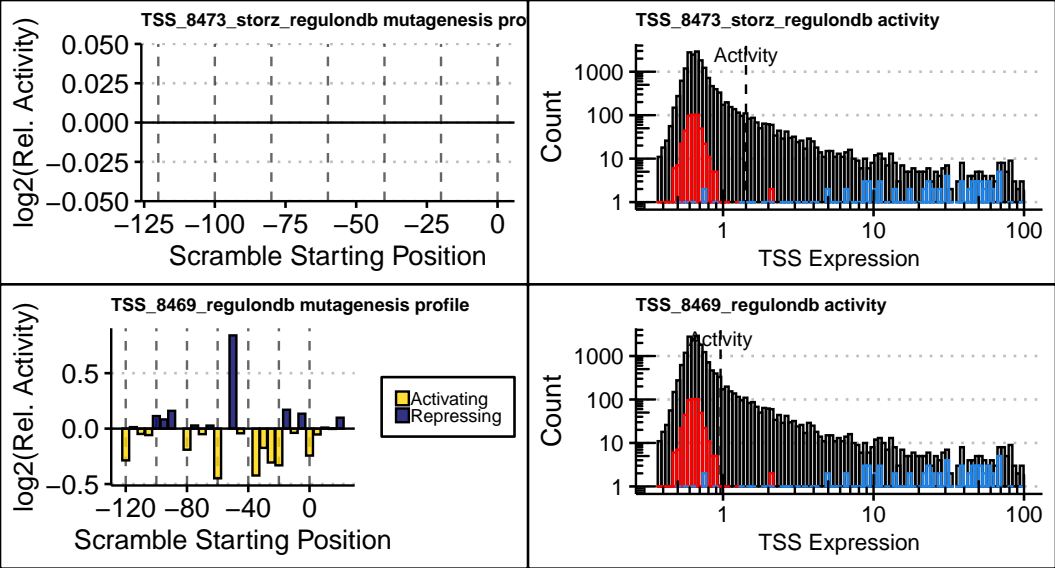 TSS_8473_storz_regulondb mutagenesis pro
log2(Rel. Activity)
0.050
0.025
0.000
−0.025
−0.050
−125 −100 −75 −50 −25 0
Scramble Starting Position
TSS_8473_storz_regulondb activity
Activity
Count
1000
100
10
1
1 10 100
TSS Expression
TSS_8469_regulondb mutagenesis profile
log2(Rel. Activity)
0.5
0.0
−0.5
−120 −80 −40 0
Scramble Starting Position
Activating
Repressing
TSS_8469_regulondb activity
Activity
Count
1000
100
10
1
1 10 100
TSS Expression